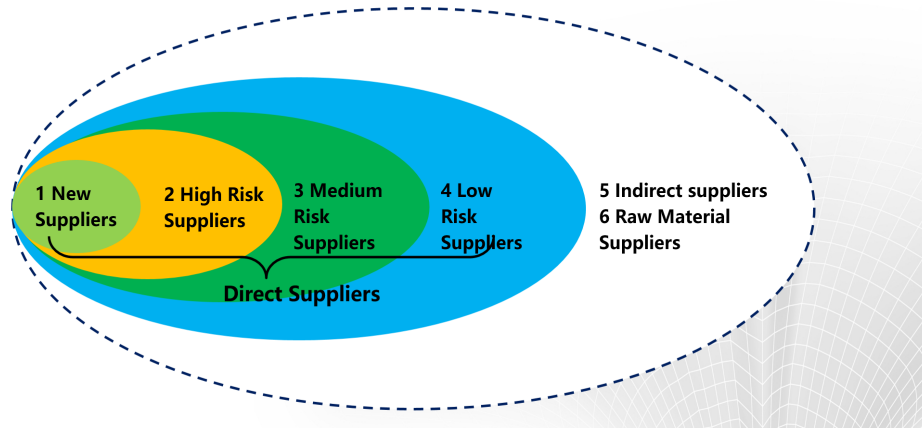 1 New
Suppliers
2 High Risk
Suppliers
3 Medium
Risk
Suppliers
4 Low
Risk
Suppliers
5 Indirect suppliers
6 Raw Material
Suppliers
Direct Suppliers